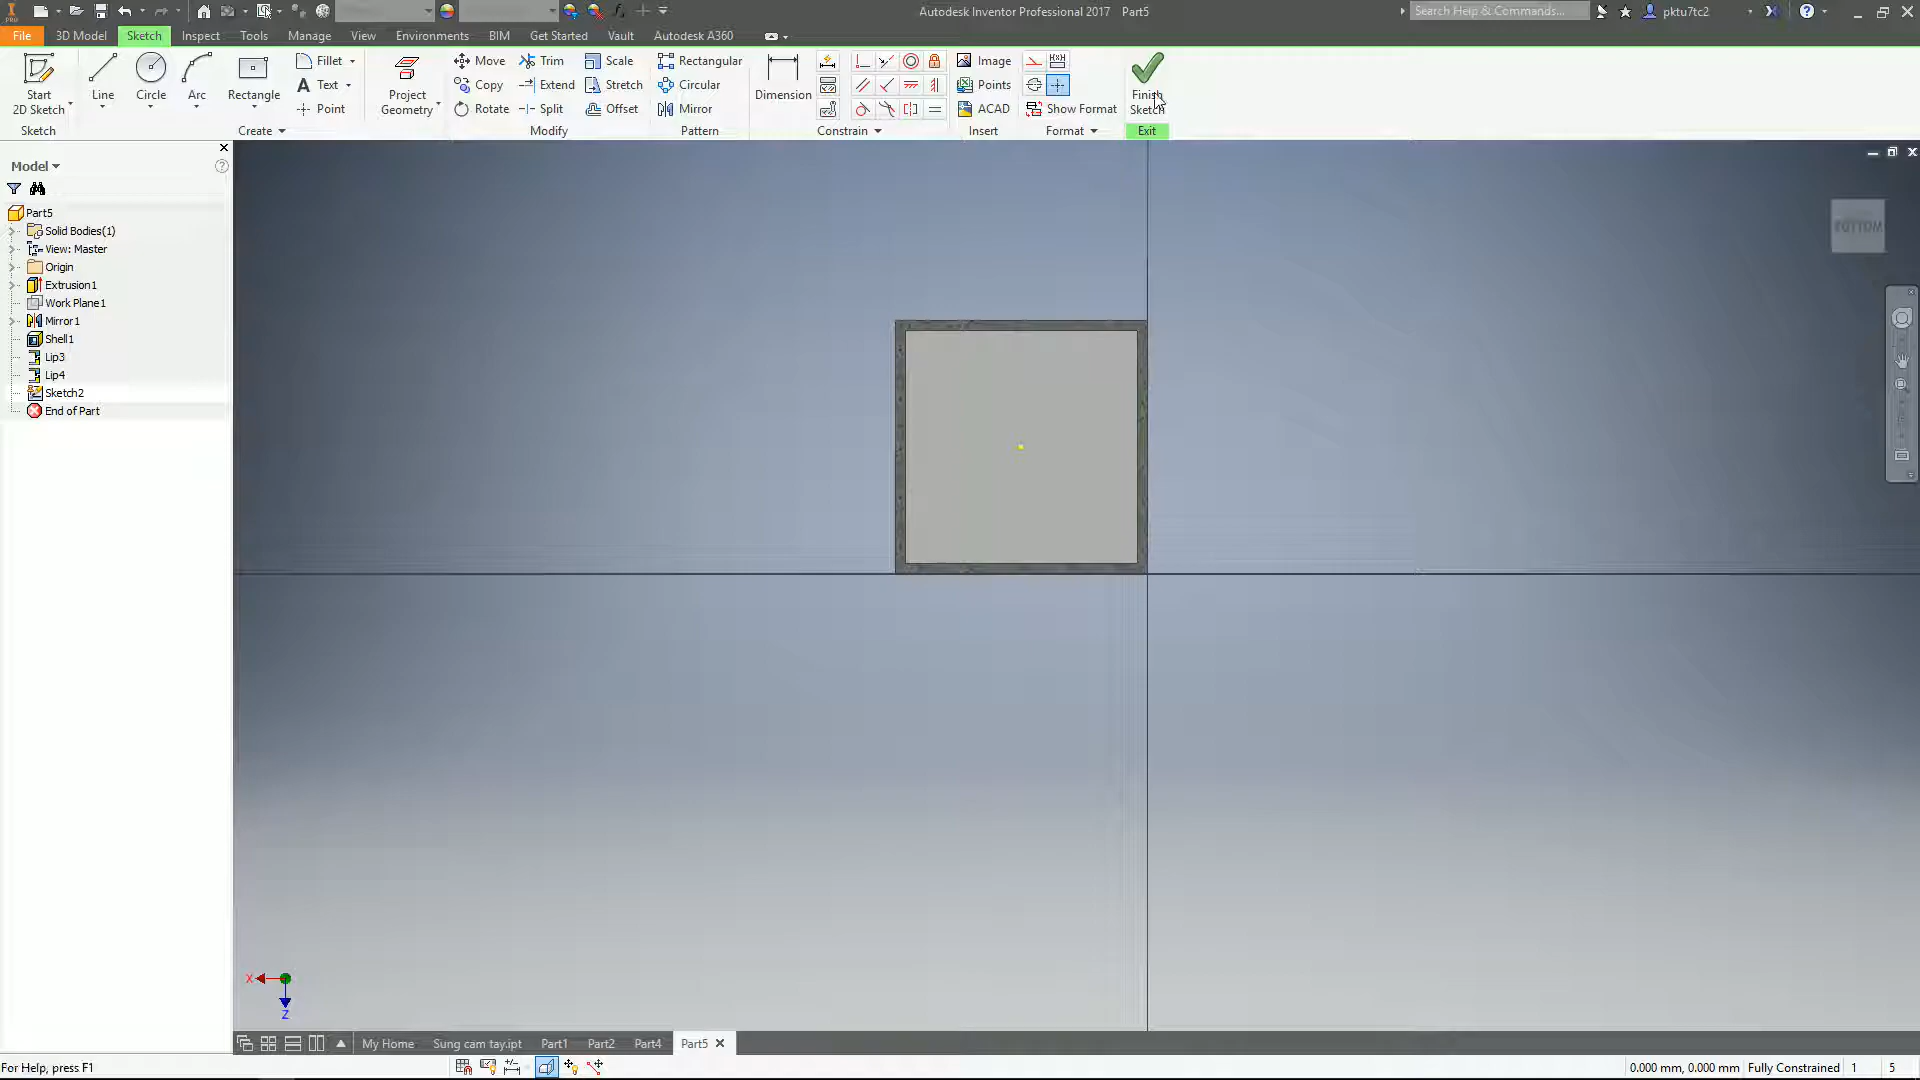 PRO
Autodesk Inventor Professional 2017   Part5
Search Help & Commands...
pktu7tc2
File
3D Model
Sketch
Inspect
Tools
Manage
View
Environments
BIM
Get Started
Vault
Autodesk A360
Start
2D Sketch
Line
Circle
Arc
Rectangle
Fillet
Text
Point
Project
Geometry
Move
Copy
Rotate
Trim
Extend
Split
Scale
Stretch
Offset
Rectangular
Circular
Mirror
Dimension
Image
Points
ACAD
Show Format
Finish
Sketch
Sketch
Create
Modify
Pattern
Constrain
Insert
Format
Exit
Model
Part5
Solid Bodies(1)
View: Master
Origin
Extrusion1
Work Plane1
Mirror1
Shell1
Lip3
Lip4
Sketch2
End of Part
BOTTOM
X
Z
My Home
Sung cam tay.ipt
Part1
Part2
Part4
Part5
For Help, press F1
0.000 mm, 0.000 mm
Fully Constrained
1
5